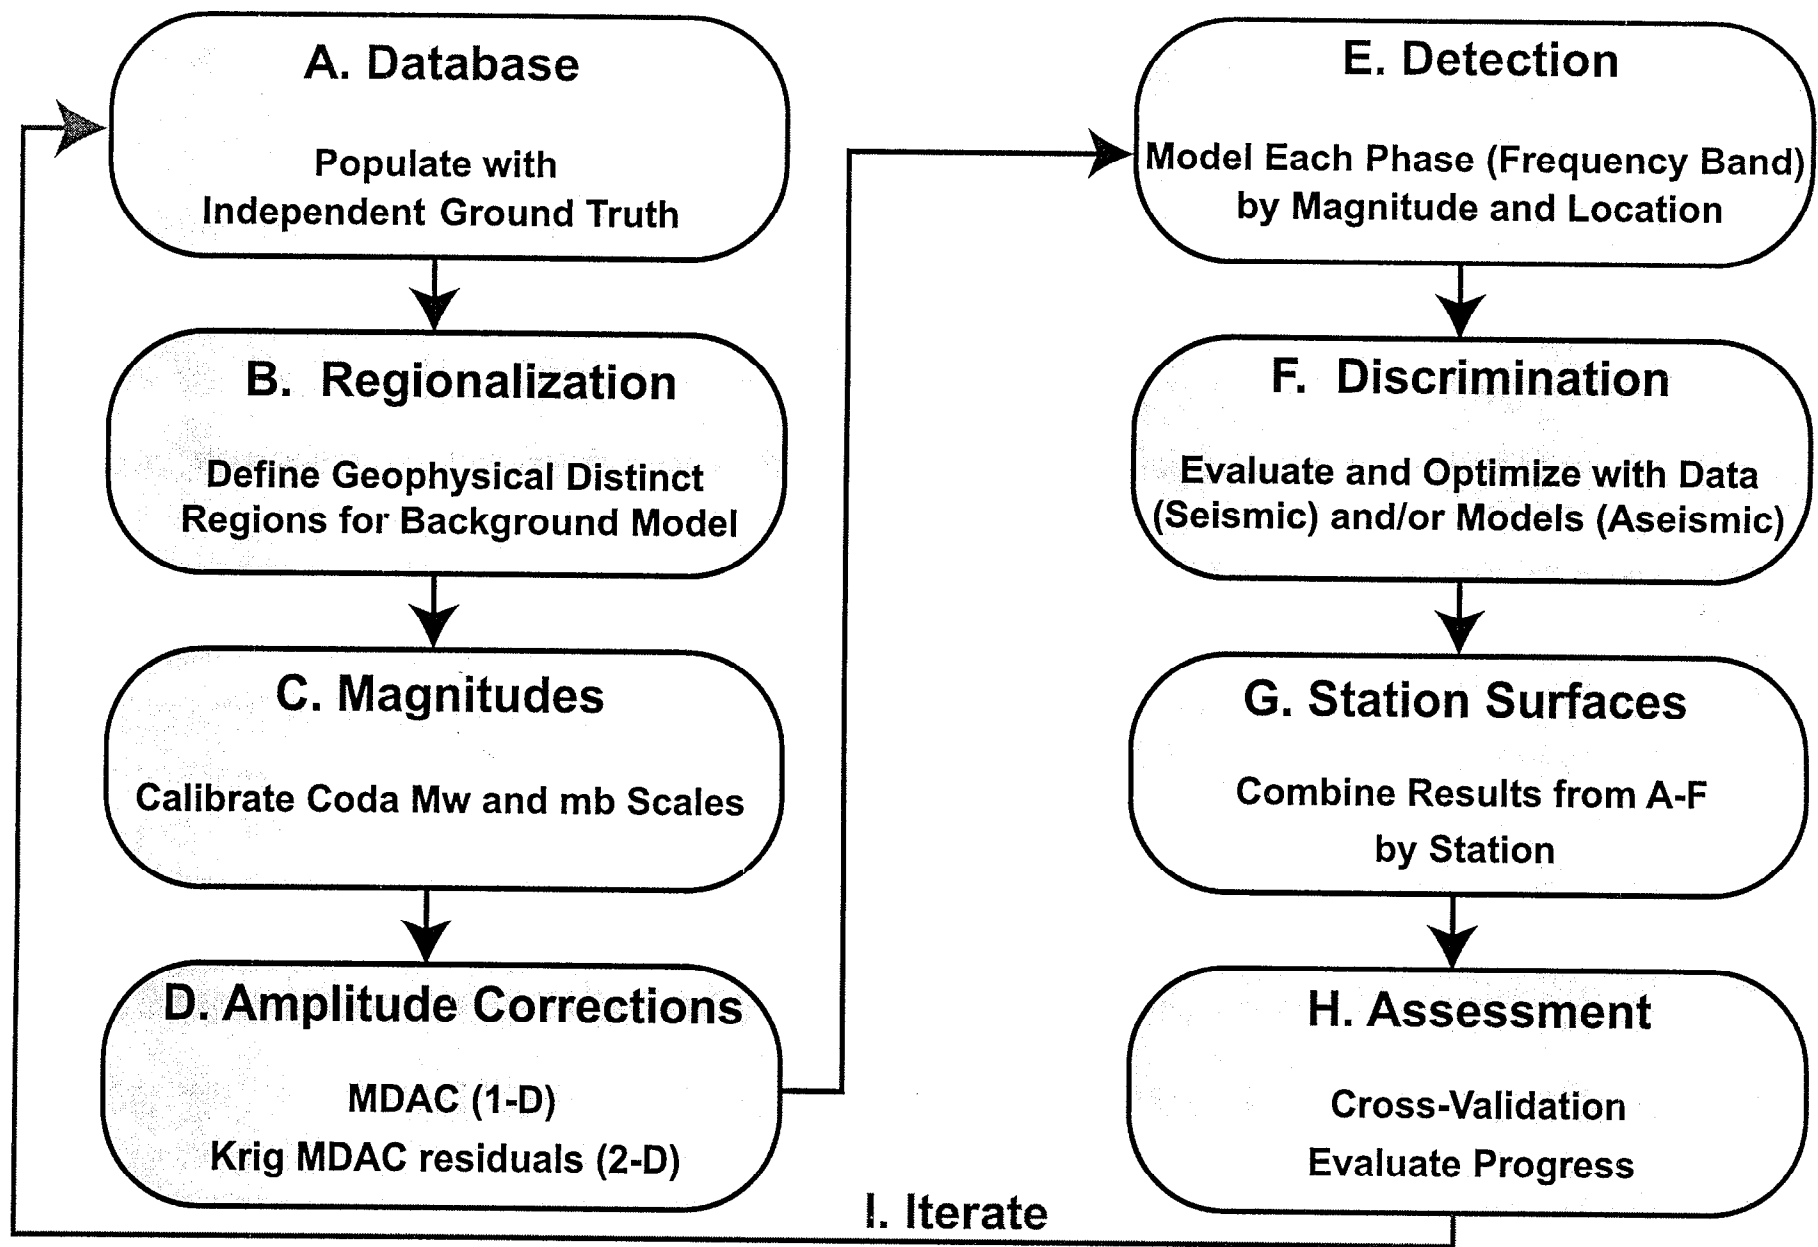 A. Database
Populate with
Independent Ground Truth
B. Regionalization
Define Geophysical Distinct
Regions for Background Model
C. Magnitudes
Calibrate Coda Mw and mb Scales
D. Amplitude Corrections
MDAC (1-D)
Krig MDAC residuals (2-D)
E. Detection
Model Each Phase (Frequency Band)
by Magnitude and Location
F. Discrimination
Evaluate and Optimize with Data
(Seismic) and/or Models (Aseismic)
G. Station Surfaces
Combine Results from A-F
by Station
H. Assessment
Cross-Validation
Evaluate Progress
I. Iterate